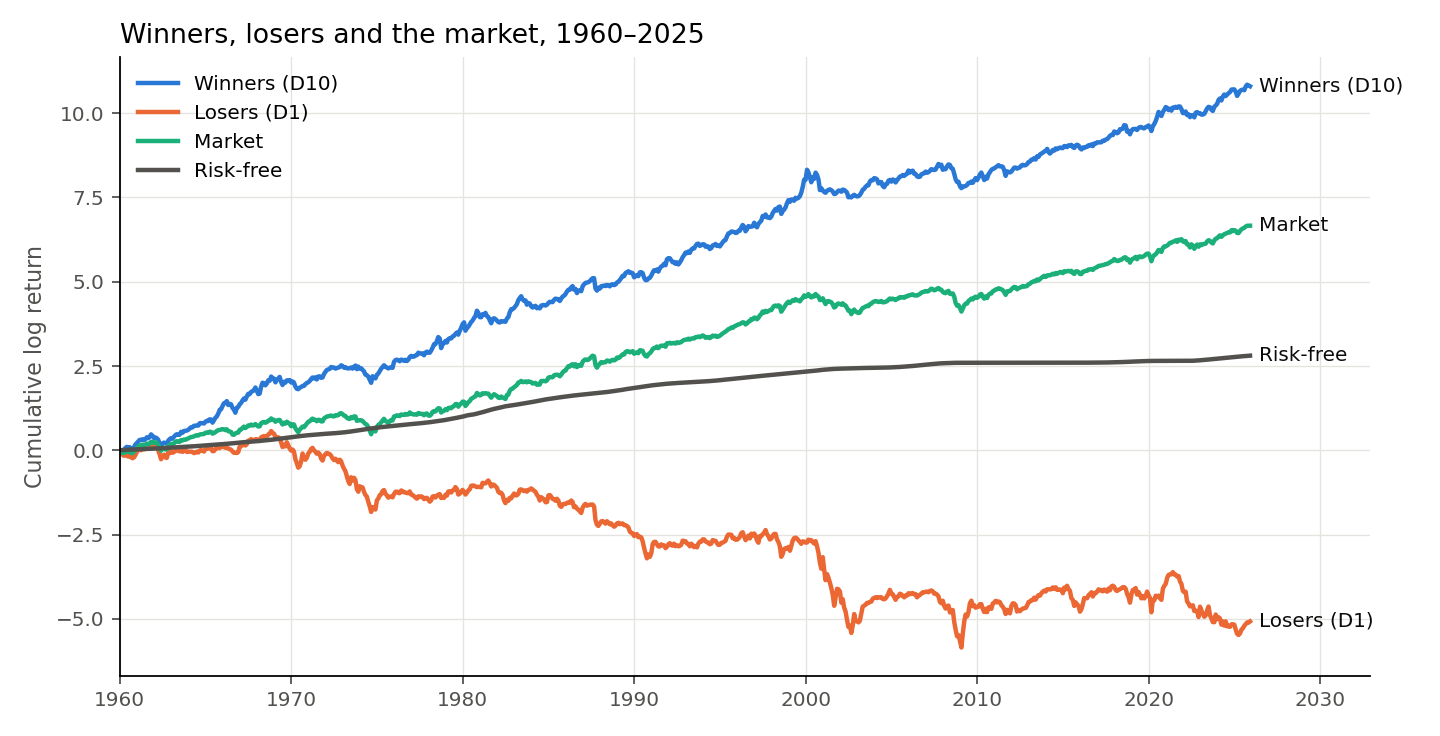 Winners, losers and the market, 1960–2025
Winners (D10)
Losers (D1)
Market
Risk-free
Cumulative log return
10.0
7.5
5.0
2.5
0.0
−2.5
−5.0
Winners (D10)
Market
Risk-free
Losers (D1)
1960
1970
1980
1990
2000
2010
2020
2030